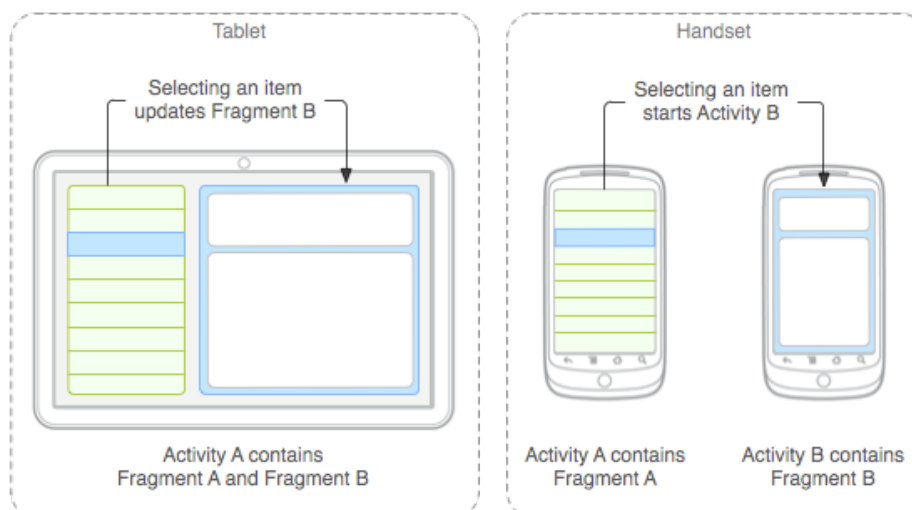 Tablet
Selecting an item
updates Fragment B
Activity A contains
Fragment A and Fragment B
Handset
Selecting an item
starts Activity B
Activity A contains
Fragment A
Activity B contains
Fragment B